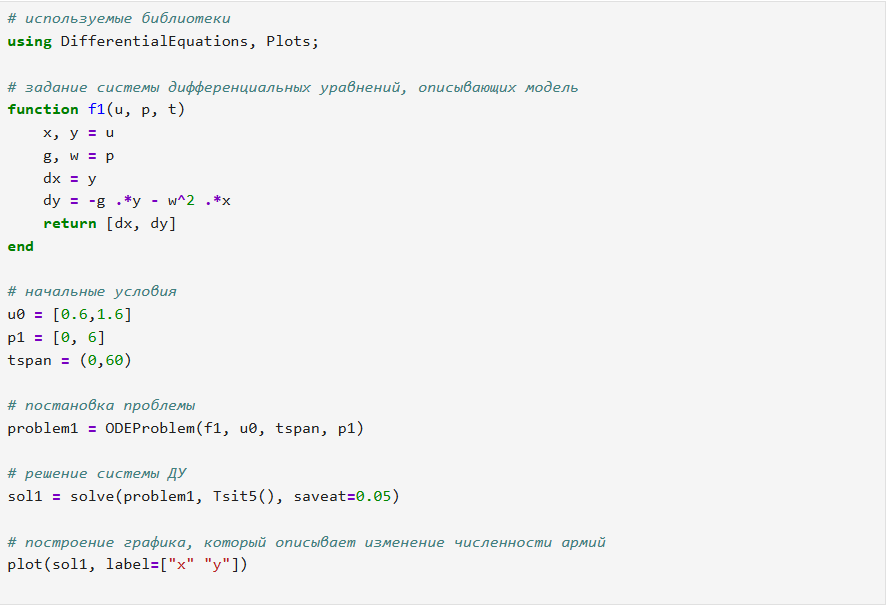 # используемые библиотеки
using DifferentialEquations, Plots;
# задание системы дифференциальных уравнений, описывающих модель
function f1(u, p, t)
x, y = u
g, w = p
dx = y
dy = -g .*y - w^2 .*x
return [dx, dy]
end
# начальные условия
u0 = [0.6,1.6]
p1 = [0, 6]
tspan = (0,60)
# постановка проблемы
problem1 = ODEProblem(f1, u0, tspan, p1)
# решение системы ДУ
sol1 = solve(problem1, Tsit5(), saveat=0.05)
# построение графика, который описывает изменение численности армий
plot(sol1, label=["x" "y"])